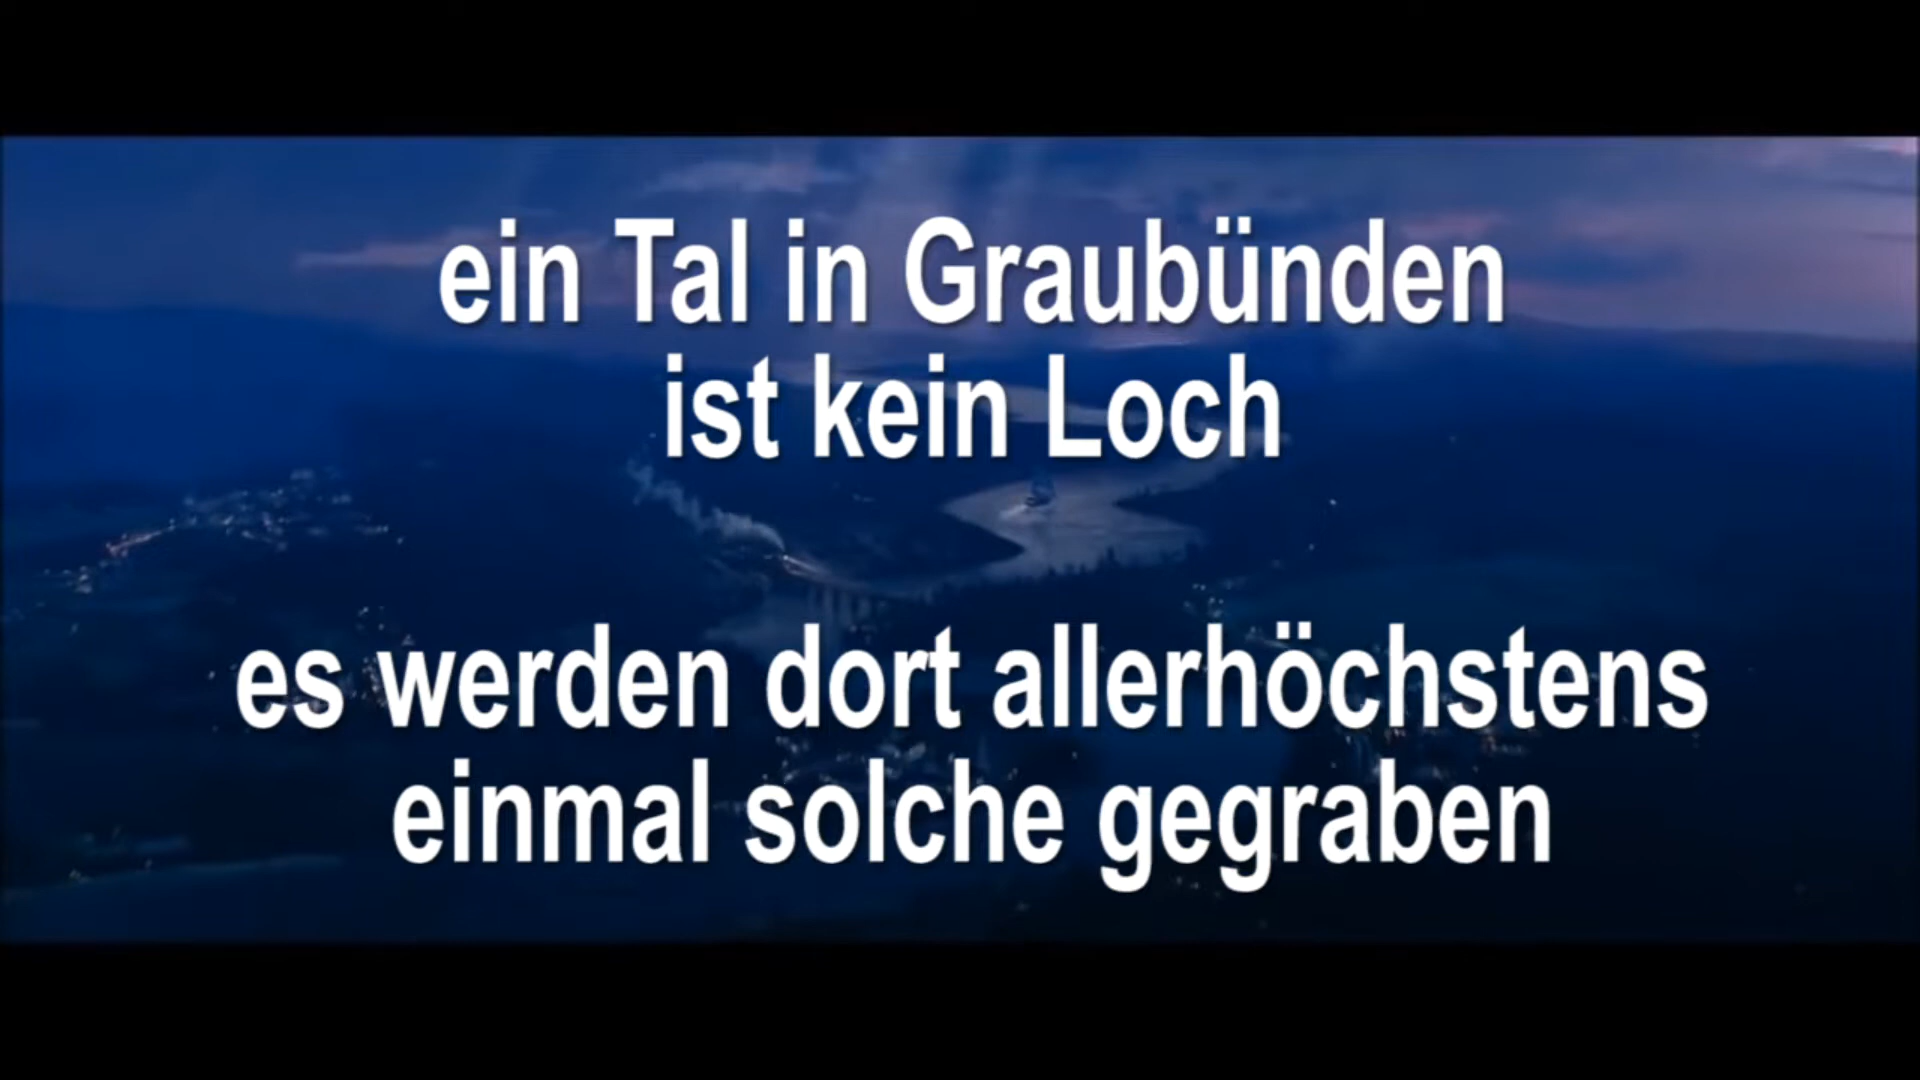 ein Tal in Graubünden
ist kein Loch
es werden dort allerhöchstens
einmal solche gegraben